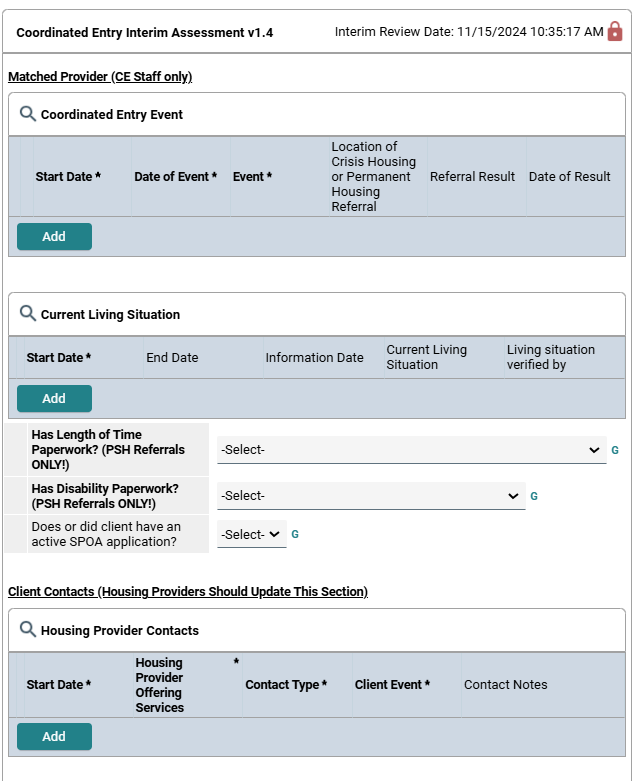 Coordinated Entry Interim Assessment v1.4
Interim Review Date: 11/15/2024 10:35:17 AM
Matched Provider (CE Staff only)
Coordinated Entry Event
Start Date *
Date of Event *
Event *
Location of
Crisis Housing
or Permanent
Housing
Referral
Referral Result
Date of Result
Add
Current Living Situation
Start Date *
End Date
Information Date
Current Living
Situation
Living situation
verified by
Add
Has Length of Time
Paperwork? (PSH Referrals
ONLY!)
-Select-
G
Has Disability Paperwork?
(PSH Referrals ONLY!)
-Select-
G
Does or did client have an
active SPOA application?
-Select-
G
Client Contacts (Housing Providers Should Update This Section)
Housing Provider Contacts
Start Date *
Housing *
Provider
Offering
Services
Contact Type *
Client Event *
Contact Notes
Add